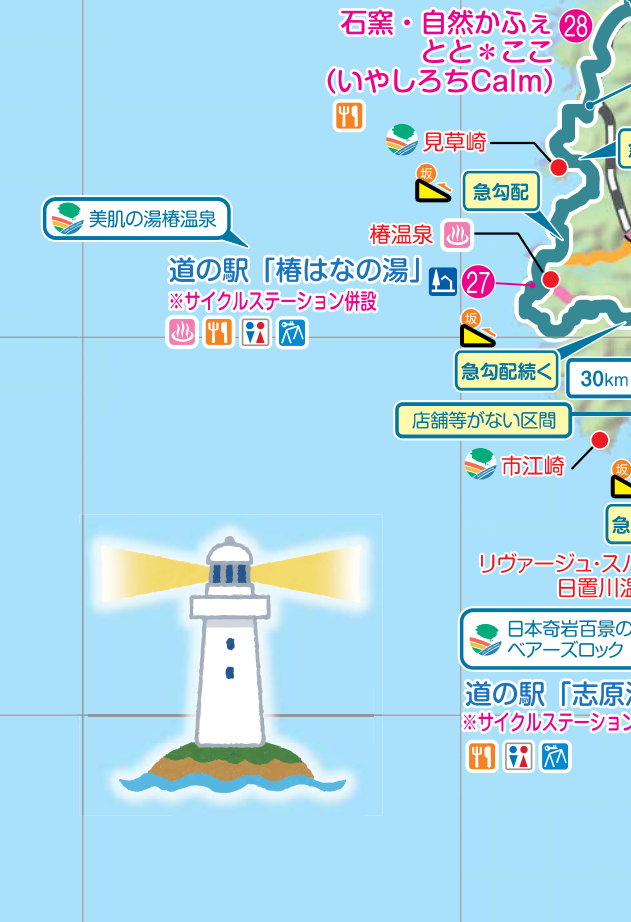 石窯・自然かふぇ 28
とと＊ここ
(いやしろちCalm)
見草崎
坂
急勾配
美肌の湯椿温泉
椿温泉
道の駅「椿はなの湯」 27
※サイクルステーション併設
坂
急勾配続く
30km
店舗等がない区間
市江崎
坂
急
リヴァージュ・スパ
日置川温
日本奇岩百景の
ベアーズロック
道の駅「志原海
※サイクルステーション